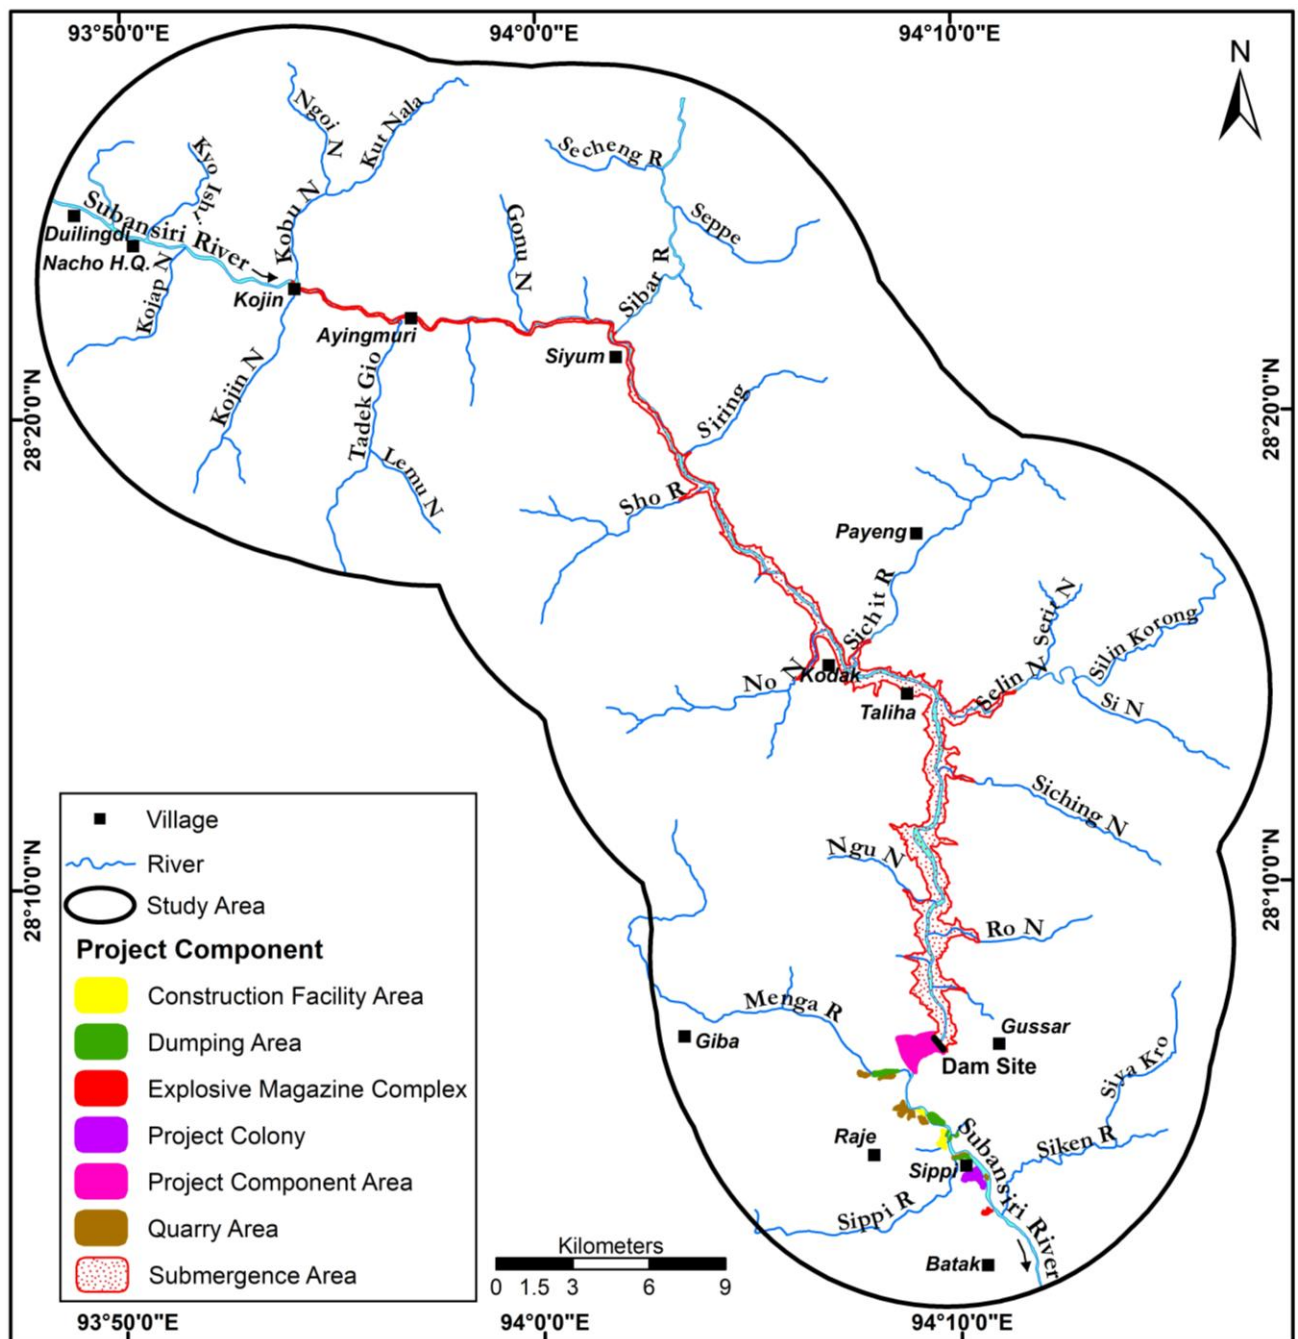 93°50'0"E
94°0'0"E
94°10'0"E
N
Ngoi N
Kut Nala
Kyo Ishi
Secheng R
Seppe
Subansiri River
Duilingdi
Nacho H.Q.
Kobu N
Gonu N
Sibar R
Kojap N
Kojin
Ayingmuri
Siyum
Kojin N
Tadek Gio
Lemu N
Siring
28°20'0"N
28°20'0"N
Sho R
Payeng
Sichit R
Serit N
Silin Korong
No N
Kodak
Taliha
Selin N
Si N
Siching N
Ngu N
Ro N
28°10'0"N
28°10'0"N
Menga R
Giba
Gussar
Dam Site
Siya Kro
Raje
Sippi
Subansiri River
Siken R
Sippi R
Batak
Village
River
Study Area
Project Component
Construction Facility Area
Dumping Area
Explosive Magazine Complex
Project Colony
Project Component Area
Quarry Area
Submergence Area
Kilometers
0 1.5 3 6 9
93°50'0"E
94°0'0"E
94°10'0"E